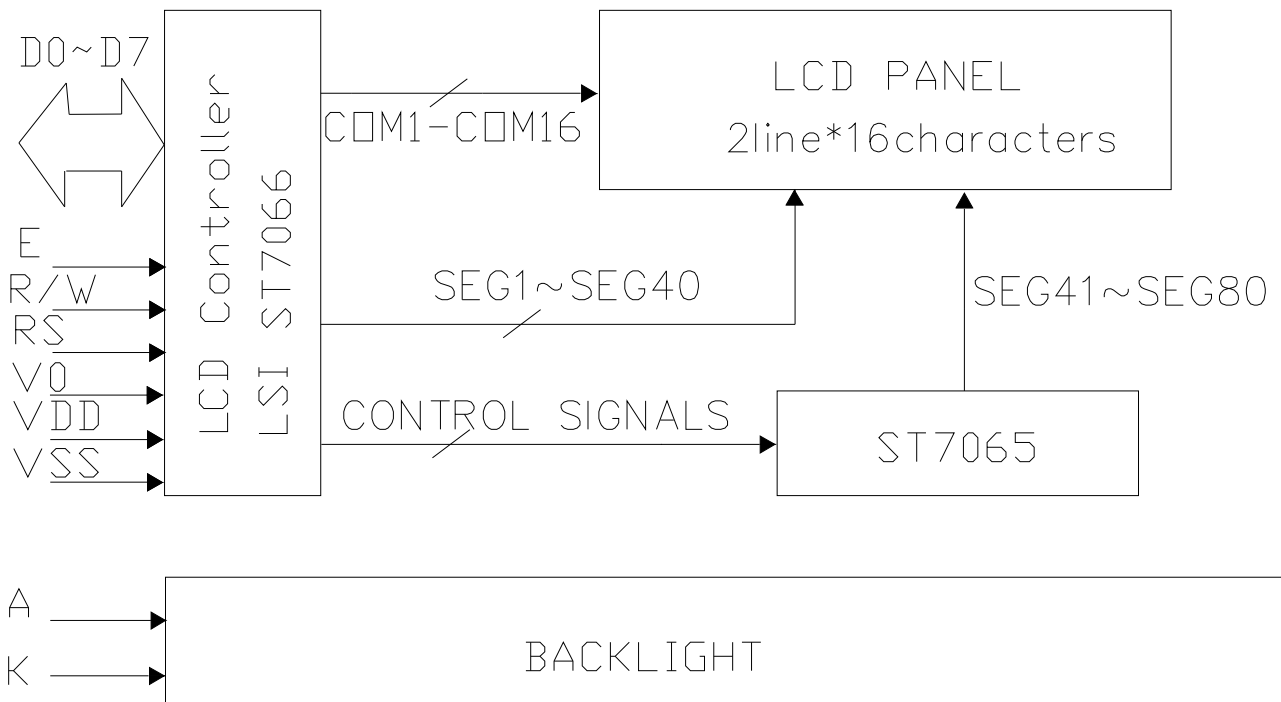 D0~D7
E
R/W
RS
V0
VDD
VSS
LCD Controller
LSI ST7066
COM1-COM16
LCD PANEL
2line*16characters
SEG1~SEG40
SEG41~SEG80
CONTROL SIGNALS
ST7065
A
K
BACKLIGHT